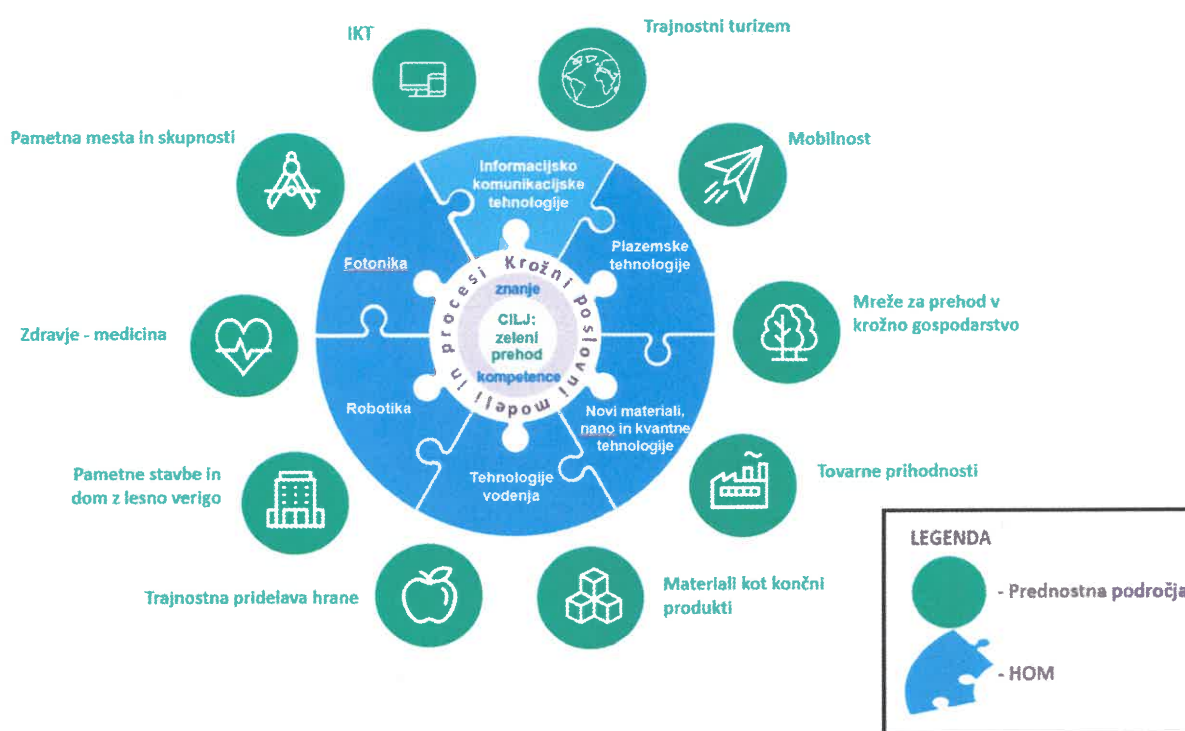 IKT
Trajnostni turizem
Pametna mesta in skupnosti
Mobilnost
Informacijsko
komunikacijske
tehnologije
Fotonika
Plazemske
tehnologije
Krožni poslovni modeli in procesi
znanje
CILJ:
zeleni
prehod
kompetence
Zdravje - medicina
Mreže za prehod v
krožno gospodarstvo
Robotika
Novi materiali,
nano in kvantne
tehnologije
Tehnologije
vodenja
Pametne stavbe in
dom z lesno verigo
Tovarne prihodnosti
Trajnostna pridelava hrane
Materiali kot končni
produkti
LEGENDA
- Prednostna področja
- HOM